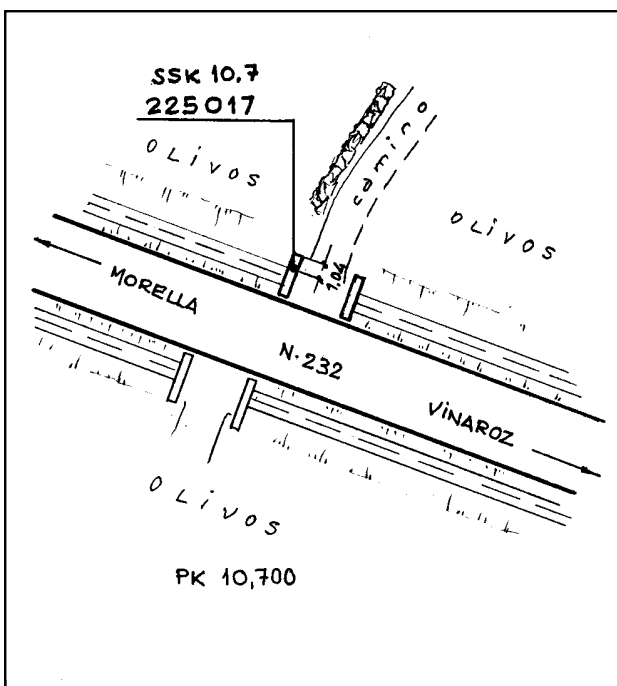 SSK 10.7
225017
OLIVOS
camino
OLIVOS
1,04
MORELLA
N-232
VINAROZ
OLIVOS
PK 10,700